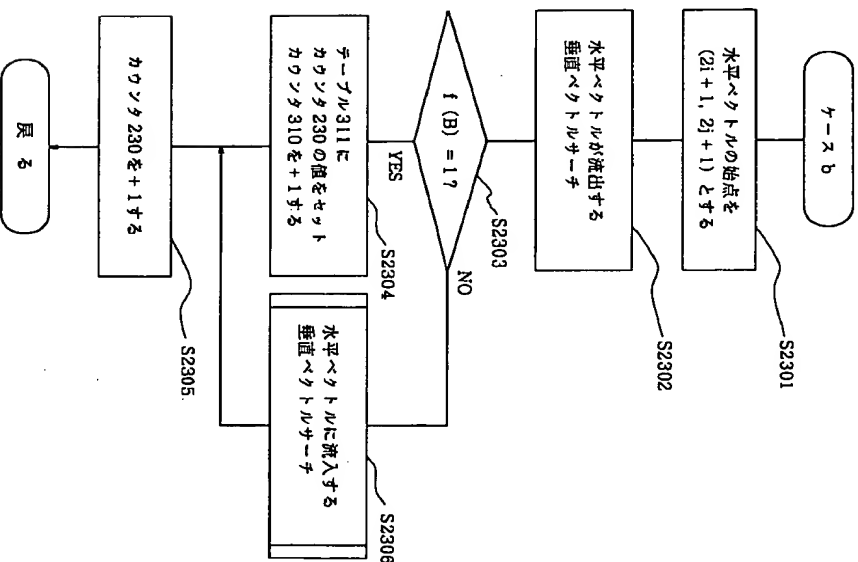 ケースb
水平ベクトルの始点を
(2i+1, 2j+1) とする
S2301
水平ベクトルが流出する
垂直ベクトルサーチ
S2302
f (B) =1?
S2303
YES
NO
テーブル311に
カウンタ230の値をセット
カウンタ310を+1する
S2304
水平ベクトルに流入する
垂直ベクトルサーチ
S2306
カウンタ230を+1する
S2305
戻る